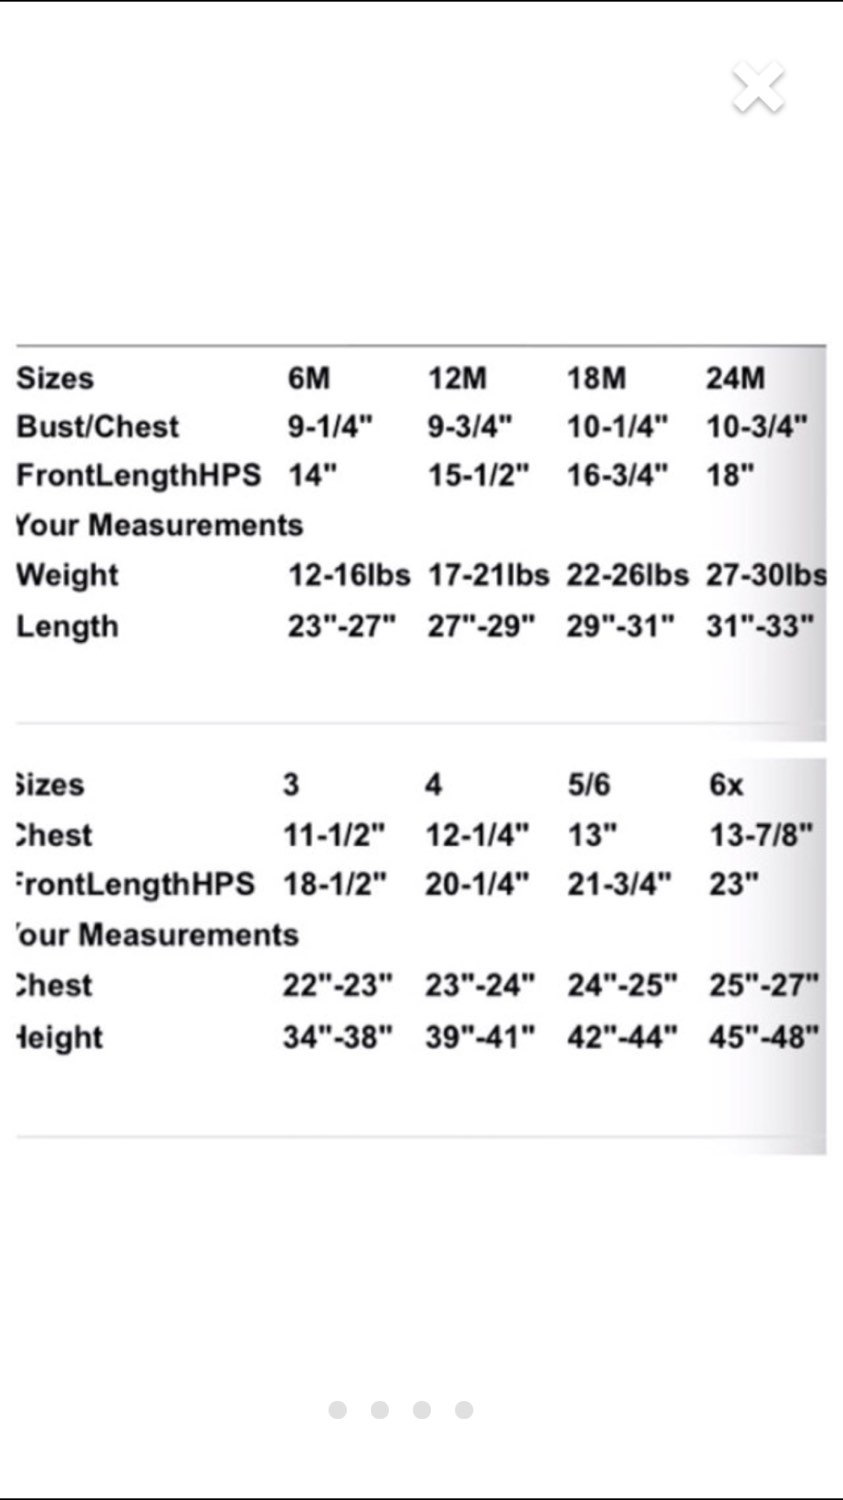 Sizes 6M 12M 18M 24M
Bust/Chest 9-1/4" 9-3/4" 10-1/4" 10-3/4"
FrontLengthHPS 14" 15-1/2" 16-3/4" 18"
Your Measurements
Weight 12-16lbs 17-21lbs 22-26lbs 27-30lbs
Length 23"-27" 27"-29" 29"-31" 31"-33"
Sizes 3 4 5/6 6x
Chest 11-1/2" 12-1/4" 13" 13-7/8"
FrontLengthHPS 18-1/2" 20-1/4" 21-3/4" 23"
Your Measurements
Chest 22"-23" 23"-24" 24"-25" 25"-27"
Height 34"-38" 39"-41" 42"-44" 45"-48"